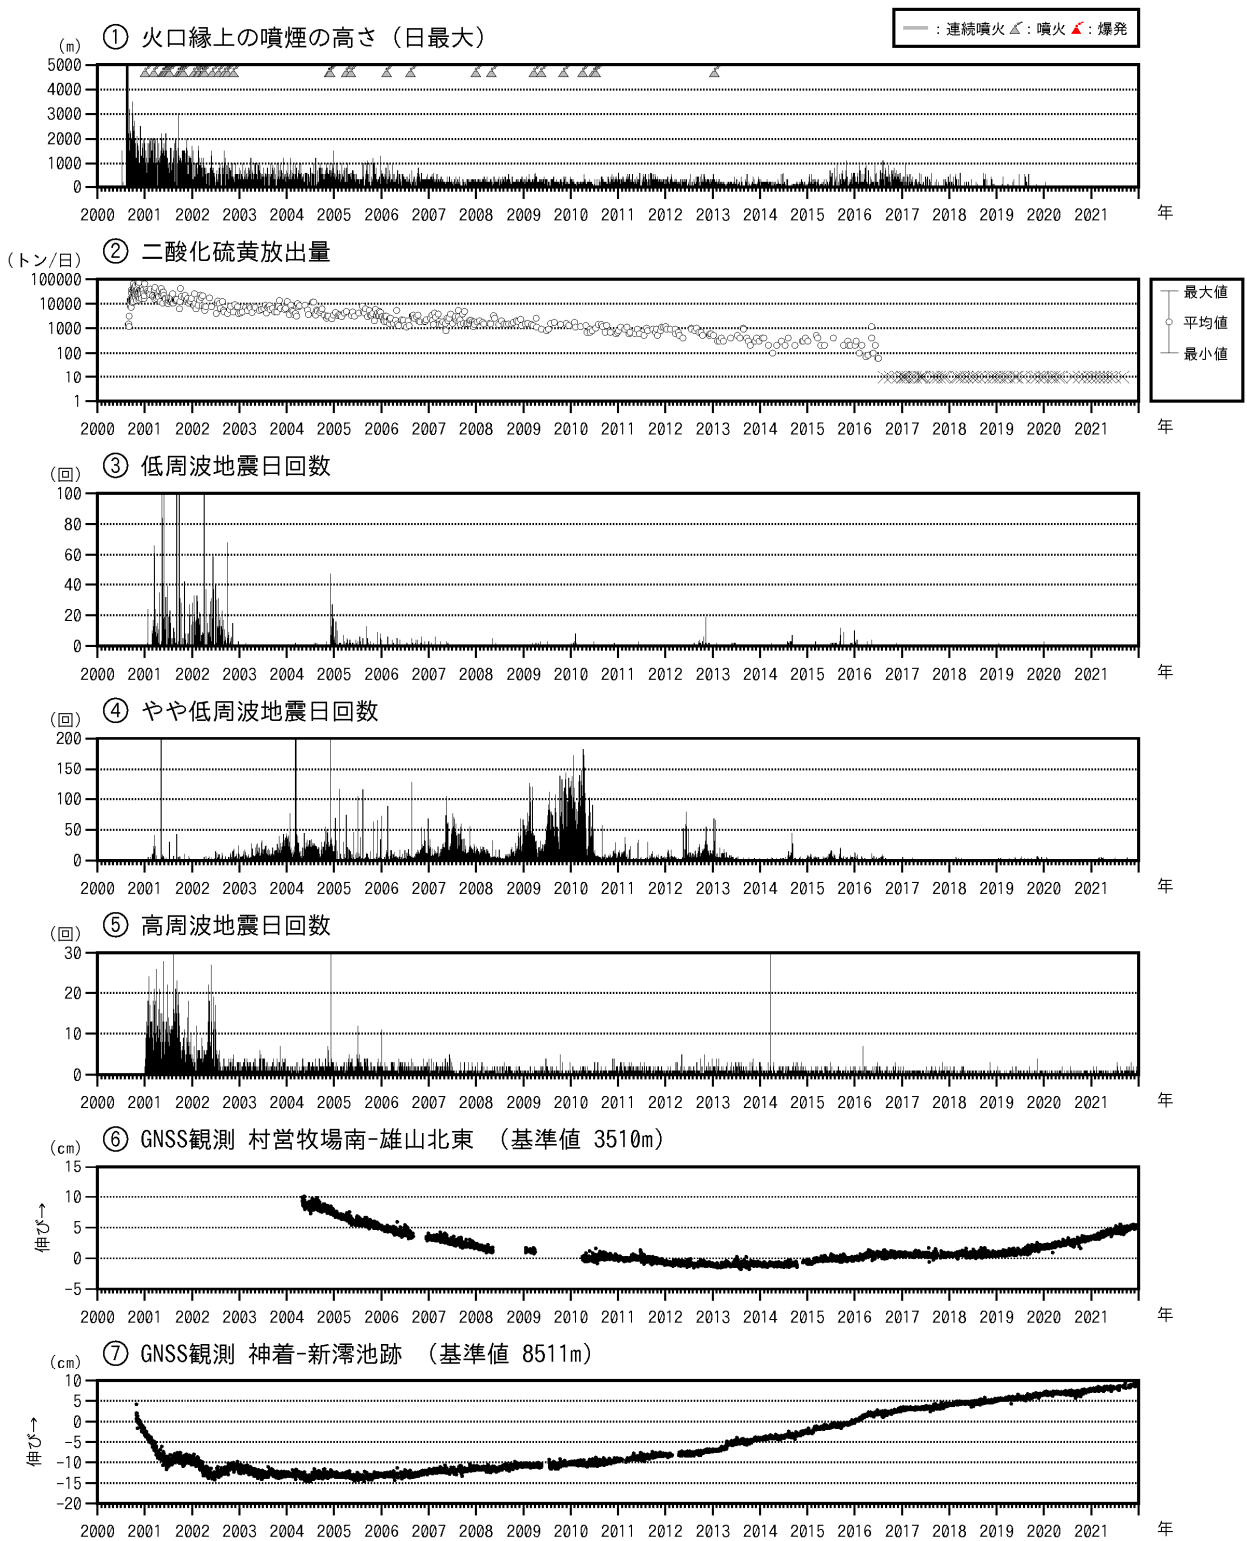 ：連続噴火 ：噴火 ：爆発
① 火口縁上の噴煙の高さ（日最大）
（m）
5000
4000
3000
2000
1000
0
2000 2001 2002 2003 2004 2005 2006 2007 2008 2009 2010 2011 2012 2013 2014 2015 2016 2017 2018 2019 2020 2021 年
② 二酸化硫黄放出量
（トン/日）
100000
10000
1000
100
10
1
最大値
平均値
最小値
2000 2001 2002 2003 2004 2005 2006 2007 2008 2009 2010 2011 2012 2013 2014 2015 2016 2017 2018 2019 2020 2021 年
③ 低周波地震日回数
（回）
100
80
60
40
20
0
2000 2001 2002 2003 2004 2005 2006 2007 2008 2009 2010 2011 2012 2013 2014 2015 2016 2017 2018 2019 2020 2021 年
④ やや低周波地震日回数
（回）
200
150
100
50
0
2000 2001 2002 2003 2004 2005 2006 2007 2008 2009 2010 2011 2012 2013 2014 2015 2016 2017 2018 2019 2020 2021 年
⑤ 高周波地震日回数
（回）
30
20
10
0
2000 2001 2002 2003 2004 2005 2006 2007 2008 2009 2010 2011 2012 2013 2014 2015 2016 2017 2018 2019 2020 2021 年
⑥ GNSS観測 村営牧場南-雄山北東 （基準値 3510m）
（cm）
伸び→
15
10
5
0
-5
2000 2001 2002 2003 2004 2005 2006 2007 2008 2009 2010 2011 2012 2013 2014 2015 2016 2017 2018 2019 2020 2021 年
⑦ GNSS観測 神着-新澪池跡 （基準値 8511m）
（cm）
伸び→
10
5
0
-5
-10
-15
-20
2000 2001 2002 2003 2004 2005 2006 2007 2008 2009 2010 2011 2012 2013 2014 2015 2016 2017 2018 2019 2020 2021 年